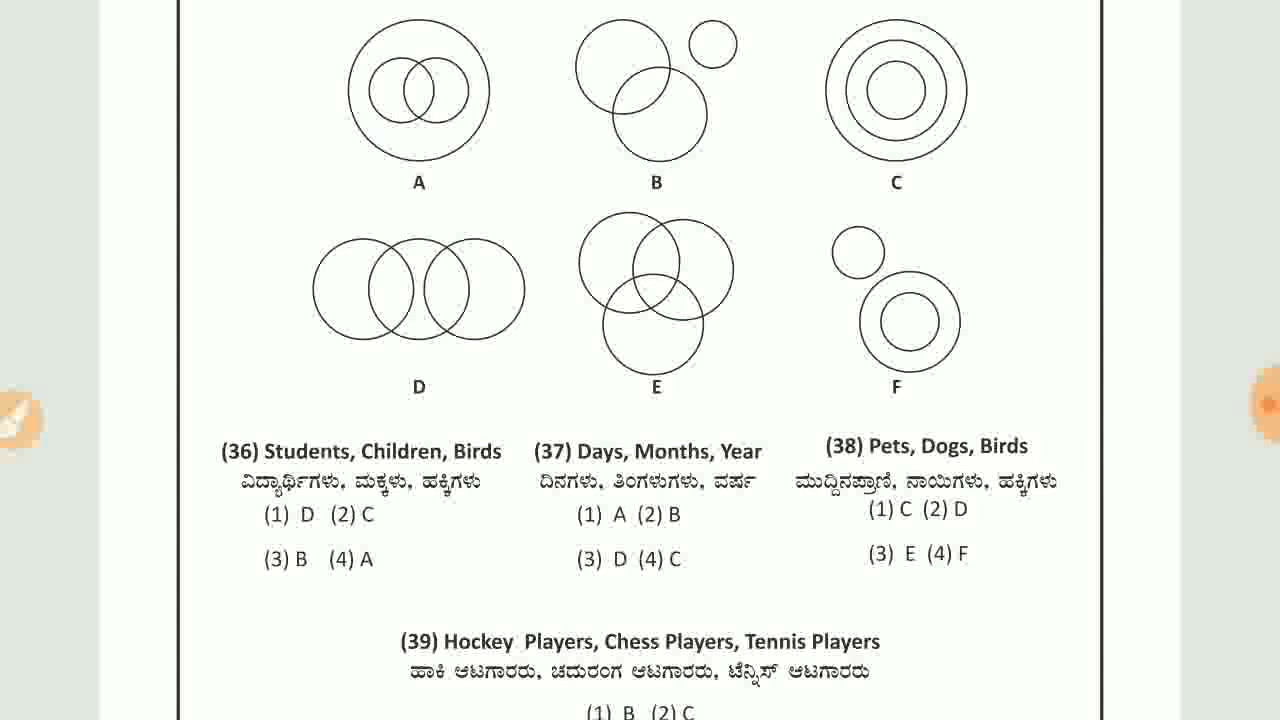 A B C
D E F
(36) Students, Children, Birds
ವಿದ್ಯಾರ್ಥಿಗಳು, ಮಕ್ಕಳು, ಹಕ್ಕಿಗಳು
(1) D (2) C
(3) B (4) A
(37) Days, Months, Year
ದಿನಗಳು, ತಿಂಗಳುಗಳು, ವರ್ಷ
(1) A (2) B
(3) D (4) C
(38) Pets, Dogs, Birds
ಮುದ್ದಿನಪ್ರಾಣಿ, ನಾಯಿಗಳು, ಹಕ್ಕಿಗಳು
(1) C (2) D
(3) E (4) F
(39) Hockey Players, Chess Players, Tennis Players
ಹಾಕಿ ಆಟಗಾರರು, ಚದುರಂಗ ಆಟಗಾರರು, ಟೆನ್ನಿಸ್ ಆಟಗಾರರು
(1) B (2) C